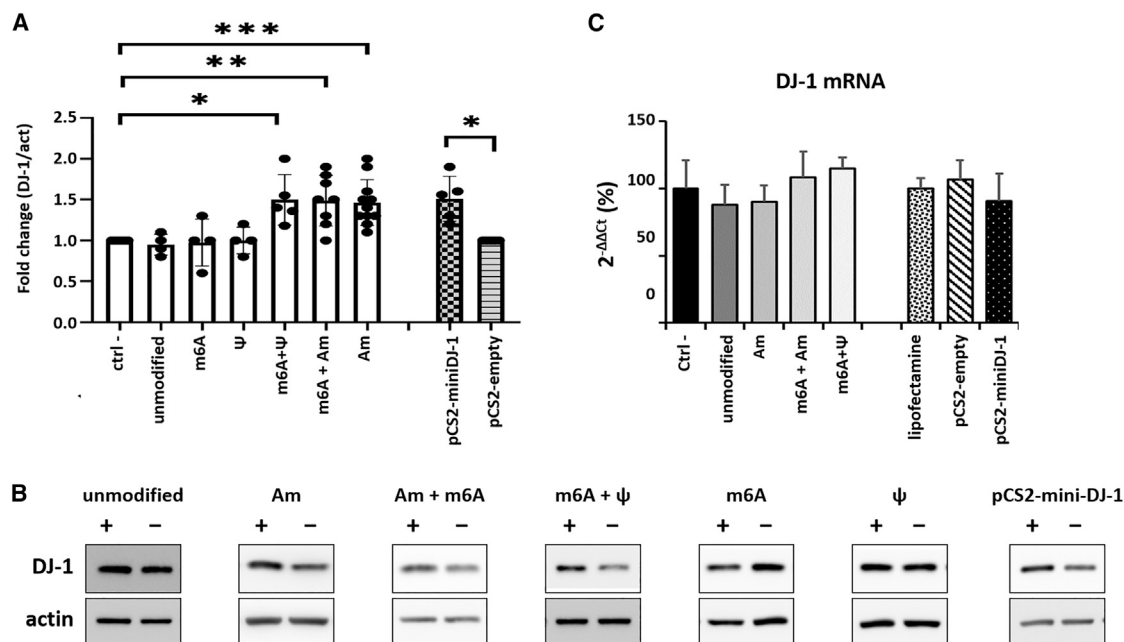 A
***
**
*
*
Fold change (DJ-1/act)
2.5
2.0
1.5
1.0
0.5
0.0
ctrl -
unmodified
m6A
Ψ
m6A+Ψ
m6A + Am
Am
pCS2-miniDJ-1
pCS2-empty
C
DJ-1 mRNA
2^-ΔΔCt (%)
150
100
50
0
Ctrl -
unmodified
Am
m6A + Am
m6A+Ψ
lipofectamine
pCS2-empty
pCS2-miniDJ-1
B
unmodified Am Am + m6A m6A + ψ m6A ψ pCS2-mini-DJ-1
+ − + − + − + − + − + − + −
DJ-1
actin